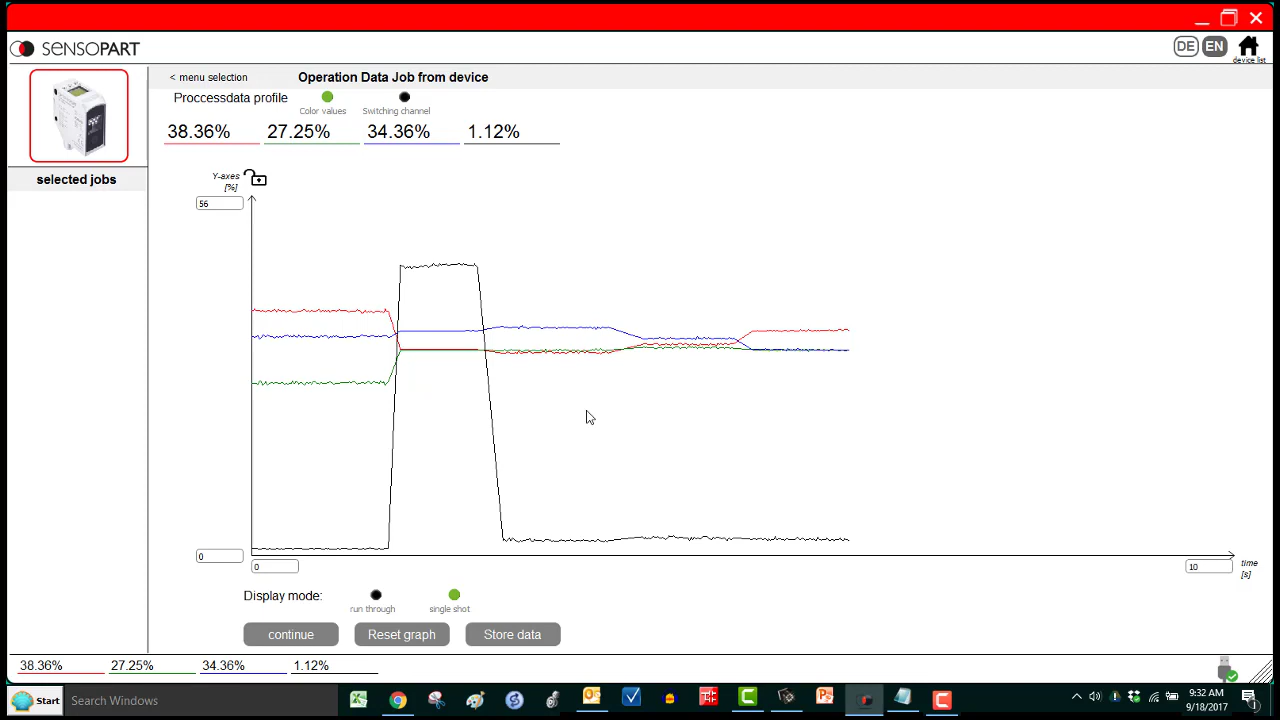 SENSOPART
DE EN
device list
< menu selection
Operation Data Job from device
Proccessdata profile
Color values
Switching channel
38.36% 27.25% 34.36% 1.12%
selected jobs
Y-axes
[%]
56
0
0
10
time
[s]
Display mode:
run through
single shot
continue
Reset graph
Store data
38.36% 27.25% 34.36% 1.12%
Start
Search Windows
9:32 AM
9/18/2017